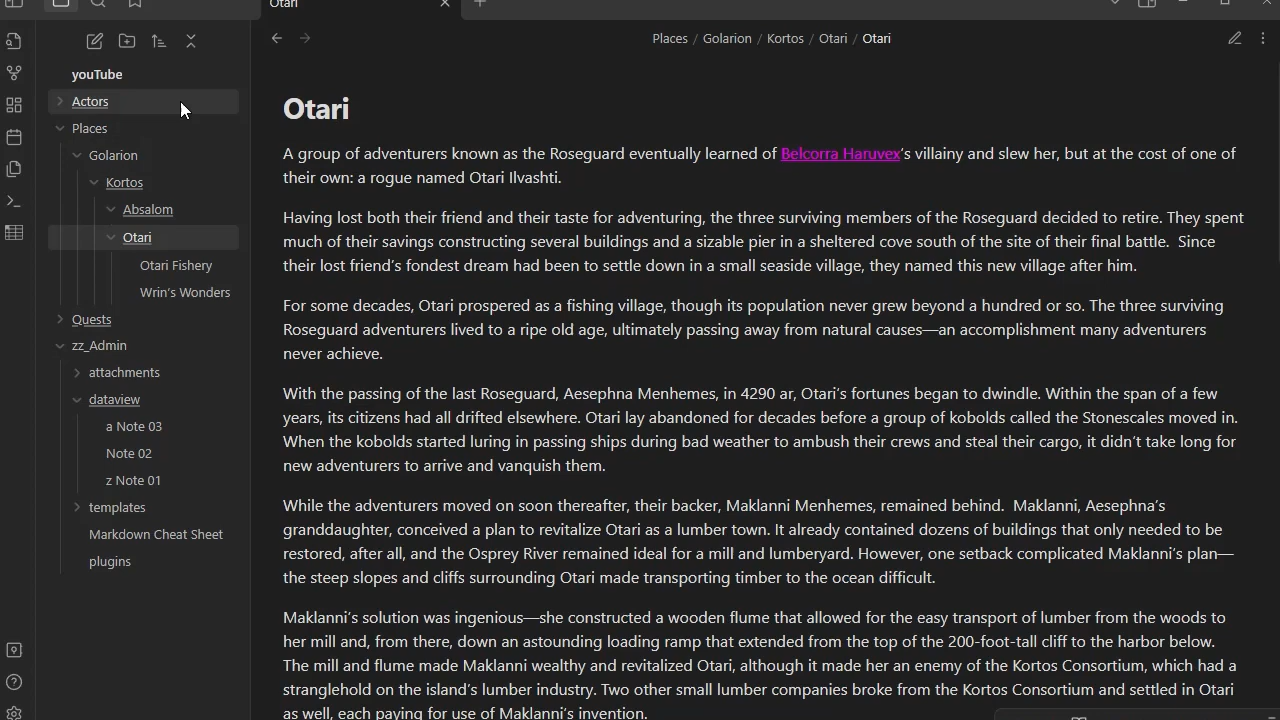 Otari
Places / Golarion / Kortos / Otari / Otari
youTube
Actors
Places
Golarion
Kortos
Absalom
Otari
Otari Fishery
Wrin's Wonders
Quests
zz_Admin
attachments
dataview
a Note 03
Note 02
z Note 01
templates
Markdown Cheat Sheet
plugins
Otari
A group of adventurers known as the Roseguard eventually learned of Belcorra Haruvex's villainy and slew her, but at the cost of one of
their own: a rogue named Otari Ilvashti.
Having lost both their friend and their taste for adventuring, the three surviving members of the Roseguard decided to retire. They spent
much of their savings constructing several buildings and a sizable pier in a sheltered cove south of the site of their final battle.  Since
their lost friend's fondest dream had been to settle down in a small seaside village, they named this new village after him.
For some decades, Otari prospered as a fishing village, though its population never grew beyond a hundred or so. The three surviving
Roseguard adventurers lived to a ripe old age, ultimately passing away from natural causes—an accomplishment many adventurers
never achieve.
With the passing of the last Roseguard, Aesephna Menhemes, in 4290 ar, Otari's fortunes began to dwindle. Within the span of a few
years, its citizens had all drifted elsewhere. Otari lay abandoned for decades before a group of kobolds called the Stonescales moved in.
When the kobolds started luring in passing ships during bad weather to ambush their crews and steal their cargo, it didn't take long for
new adventurers to arrive and vanquish them.
While the adventurers moved on soon thereafter, their backer, Maklanni Menhemes, remained behind.  Maklanni, Aesephna's
granddaughter, conceived a plan to revitalize Otari as a lumber town. It already contained dozens of buildings that only needed to be
restored, after all, and the Osprey River remained ideal for a mill and lumberyard. However, one setback complicated Maklanni's plan—
the steep slopes and cliffs surrounding Otari made transporting timber to the ocean difficult.
Maklanni's solution was ingenious—she constructed a wooden flume that allowed for the easy transport of lumber from the woods to
her mill and, from there, down an astounding loading ramp that extended from the top of the 200-foot-tall cliff to the harbor below.
The mill and flume made Maklanni wealthy and revitalized Otari, although it made her an enemy of the Kortos Consortium, which had a
stranglehold on the island's lumber industry. Two other small lumber companies broke from the Kortos Consortium and settled in Otari
as well, each paying for use of Maklanni's invention.